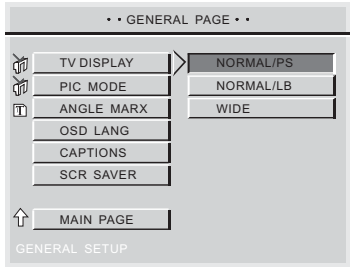 •• GENERAL PAGE ••
TV DISPLAY
NORMAL/PS
PIC MODE
NORMAL/LB
T
ANGLE MARX
WIDE
OSD LANG
CAPTIONS
SCR SAVER
MAIN PAGE
GENERAL SETUP